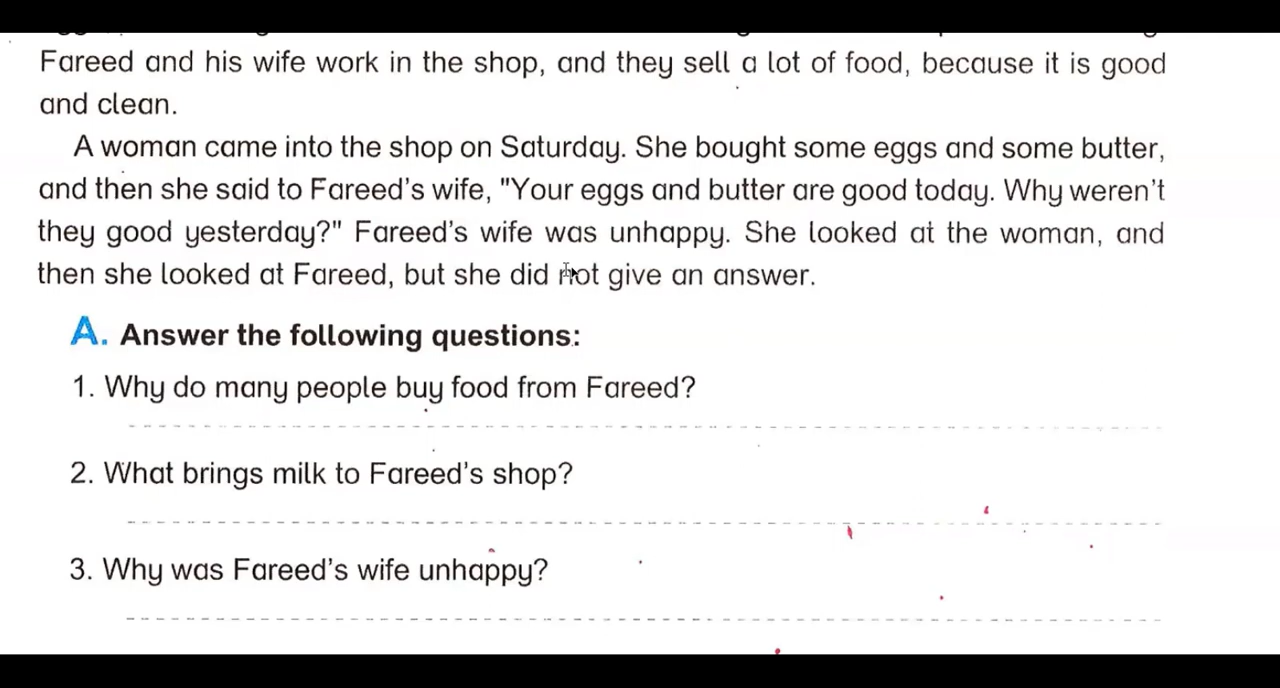 Fareed and his wife work in the shop, and they sell a lot of food, because it is good
and clean.
A woman came into the shop on Saturday. She bought some eggs and some butter,
and then she said to Fareed's wife, "Your eggs and butter are good today. Why weren't
they good yesterday?" Fareed's wife was unhappy. She looked at the woman, and
then she looked at Fareed, but she did not give an answer.
A. Answer the following questions:
1. Why do many people buy food from Fareed?
2. What brings milk to Fareed's shop?
3. Why was Fareed's wife unhappy?